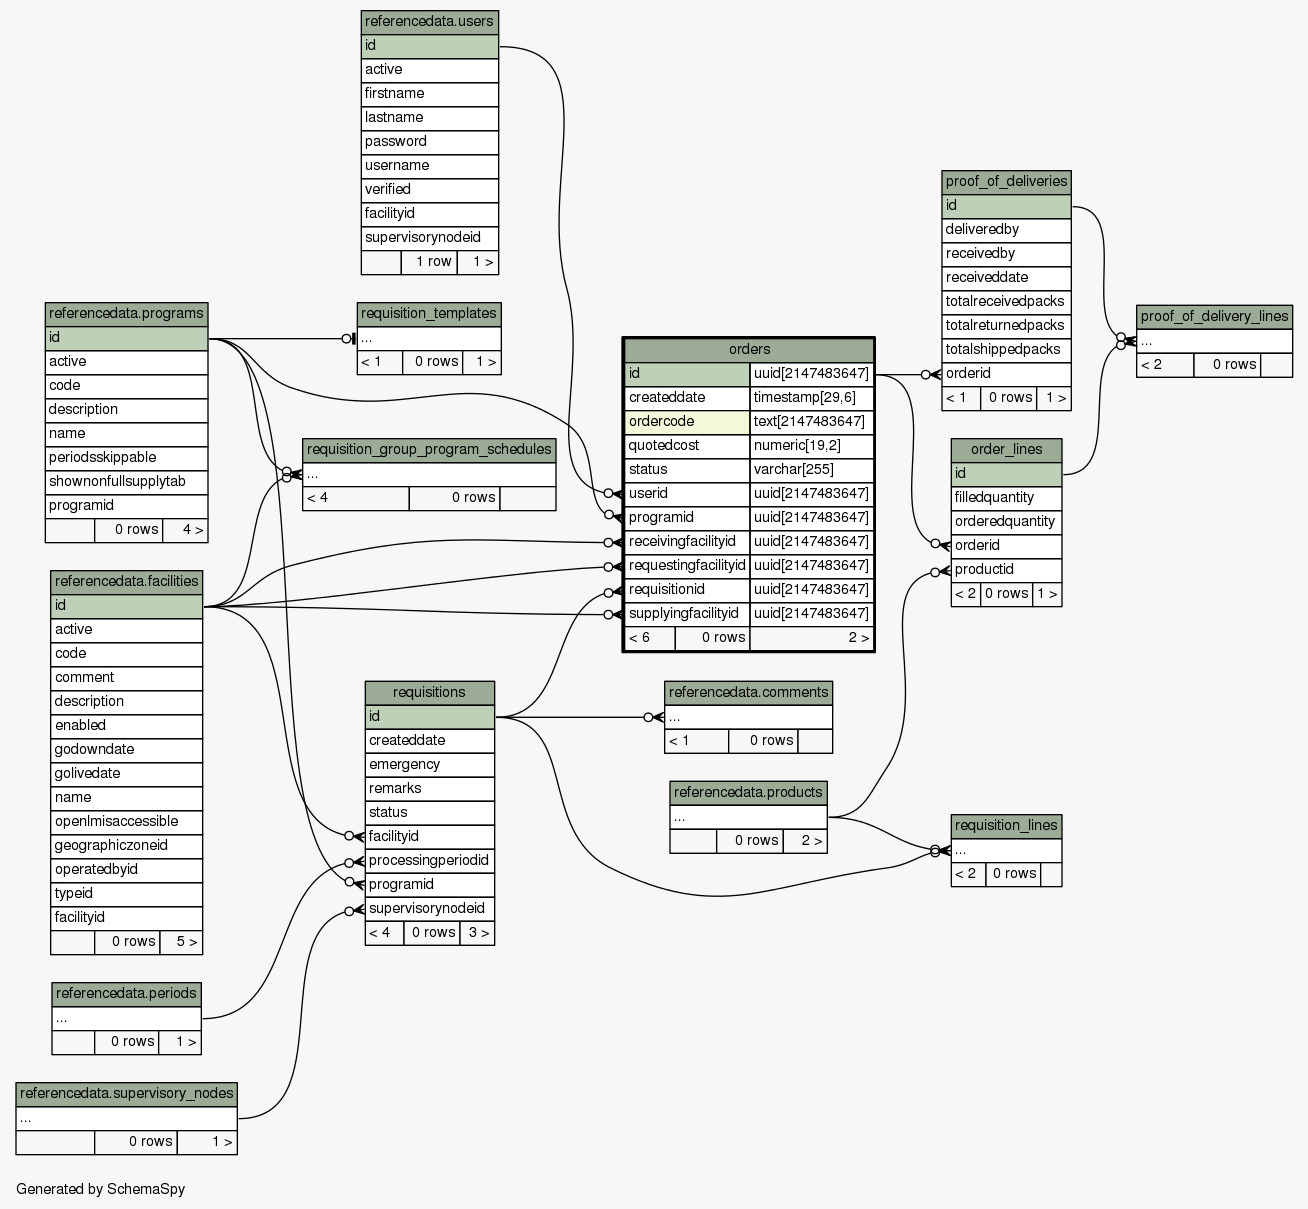 referencedata.users
id
active
firstname
lastname
password
username
verified
facilityid
supervisorynodeid
1 row 1 >
referencedata.programs
id
active
code
description
name
periodsskippable
shownonfullsupplytab
programid
0 rows 4 >
requisition_templates
...
< 1 0 rows 1 >
requisition_group_program_schedules
...
< 4 0 rows
referencedata.facilities
id
active
code
comment
description
enabled
godowndate
golivedate
name
openlmisaccessible
geographiczoneid
operatedbyid
typeid
facilityid
0 rows 5 >
orders
id uuid[2147483647]
createddate timestamp[29,6]
ordercode text[2147483647]
quotedcost numeric[19,2]
status varchar[255]
userid uuid[2147483647]
programid uuid[2147483647]
receivingfacilityid uuid[2147483647]
requestingfacilityid uuid[2147483647]
requisitionid uuid[2147483647]
supplyingfacilityid uuid[2147483647]
< 6 0 rows 2 >
proof_of_deliveries
id
deliveredby
receivedby
receiveddate
totalreceivedpacks
totalreturnedpacks
totalshippedpacks
orderid
< 1 0 rows 1 >
proof_of_delivery_lines
...
< 2 0 rows
order_lines
id
filledquantity
orderedquantity
orderid
productid
< 2 0 rows 1 >
requisitions
id
createddate
emergency
remarks
status
facilityid
processingperiodid
programid
supervisorynodeid
< 4 0 rows 3 >
referencedata.comments
...
< 1 0 rows
referencedata.products
...
0 rows 2 >
requisition_lines
...
< 2 0 rows
referencedata.periods
...
0 rows 1 >
referencedata.supervisory_nodes
...
0 rows 1 >
Generated by SchemaSpy